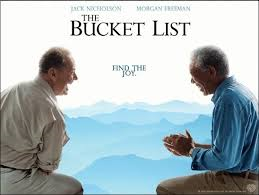 JACK NICHOLSON MORGAN FREEMAN
THE
BUCKET LIST
FIND THE
JOY.